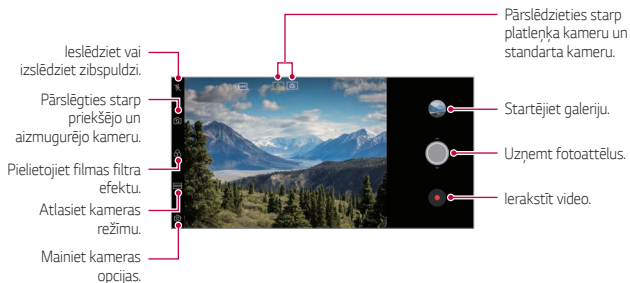 Ieslēdziet vai
izslēdziet zibspuldzi.
Pārslēgties starp
priekšējo un
aizmugurējo kameru.
Pielietojiet filmas filtra
efektu.
Atlasiet kameras
režīmu.
Mainiet kameras
opcijas.
Pārslēdzieties starp
platleņķa kameru un
standarta kameru.
Startējiet galeriju.
Uzņemt fotoattēlus.
Ierakstīt video.